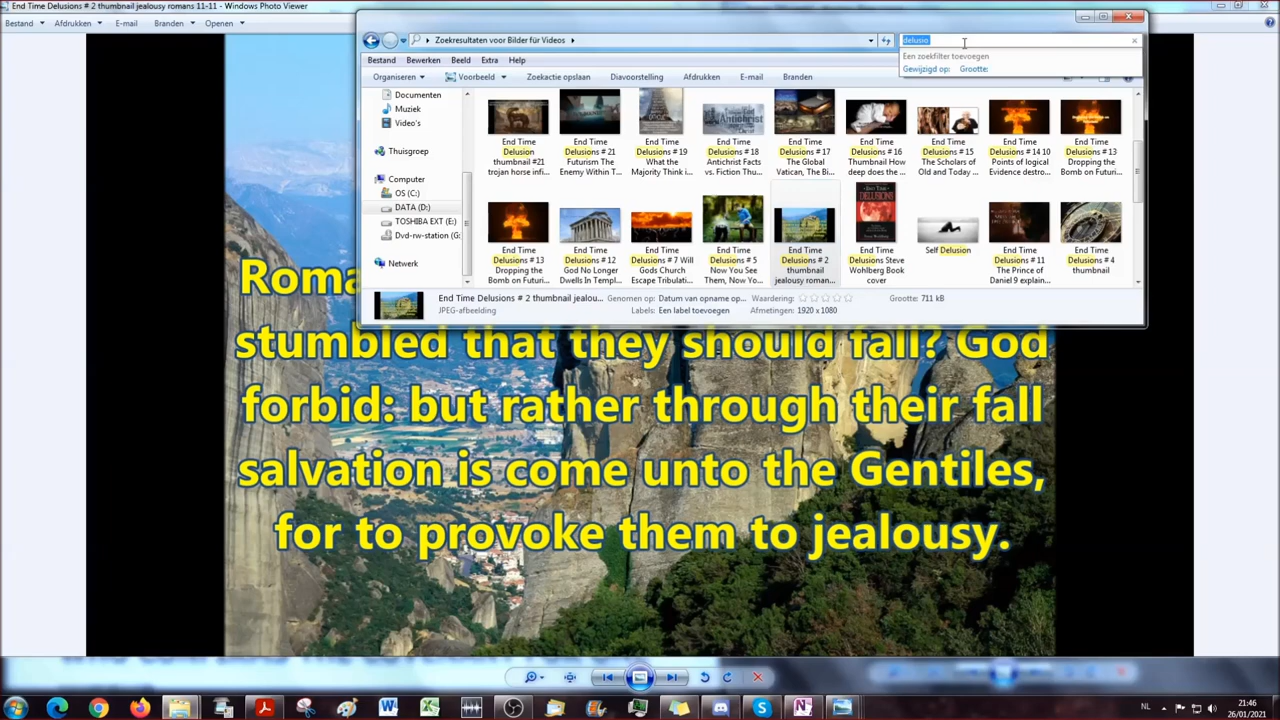 End Time Delusions # 2 thumbnail jealousy romans 11-11 - Windows Photo Viewer
Bestand Afdrukken E-mail Branden Openen
Zoekresultaten voor Bilder für Videos
delusio
Een zoekfilter toevoegen
Gewijzigd op: Grootte:
Bestand Bewerken Beeld Extra Help
Organiseren Voorbeeld Zoekactie opslaan Diavoorstelling E-mail Branden
Documenten
Muziek
Video's
Thuisgroep
Computer
OS (C:)
DATA (D:)
TOSHIBA EXT (E:)
Dvd-rw-station (G:
Netwerk
End Time Delusion thumbnail #21 trojan horse infi...
End Time Delusions # 21 Futurism The Enemy Within T...
End Time Delusions # 19 What the Majority Think i...
End Time Delusions # 18 Antichrist Facts vs. Fiction Thu...
End Time Delusions # 17 The Global Vatican, The Bi...
End Time Delusions # 16 Thumbnail How deep does the ...
End Time Delusions # 15 The Scholars of Old and Today ...
End Time Delusions # 14 10 Points of logical Evidence destro...
End Time Delusions # 13 Dropping the Bomb on Futuri...
End Time Delusions # 13 Dropping the Bomb on Futuri...
End Time Delusions # 12 God No Longer Dwells In Templ...
End Time Delusions # 7 Will Gods Church Escape Tribulati...
End Time Delusions # 5 Now You See Them, Now Yo...
End Time Delusions # 2 thumbnail jealousy roman...
End Time Delusions Steve Wohlberg Book cover
Self Delusion
End Time Delusions # 11 The Prince of Daniel 9 explain...
End Time Delusions # 4 thumbnail
End Time Delusions # 2 thumbnail jealou... Genomen op: Datum van opname op... Waardering: Grootte: 711 kB
JPEG-afbeelding Labels: Een label toevoegen Afmetingen: 1920 x 1080
Roma
stumbled that they should fall? God
forbid: but rather through their fall
salvation is come unto the Gentiles,
for to provoke them to jealousy.
NL
21:46
26/01/2021